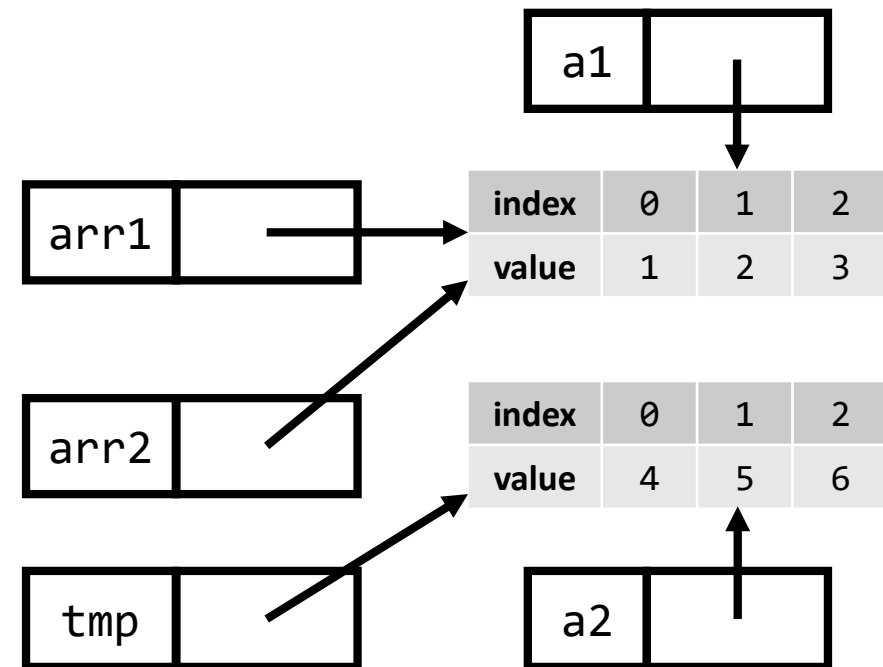 a1
arr1
index 0 1 2
value 1 2 3
arr2
index 0 1 2
value 4 5 6
tmp
a2